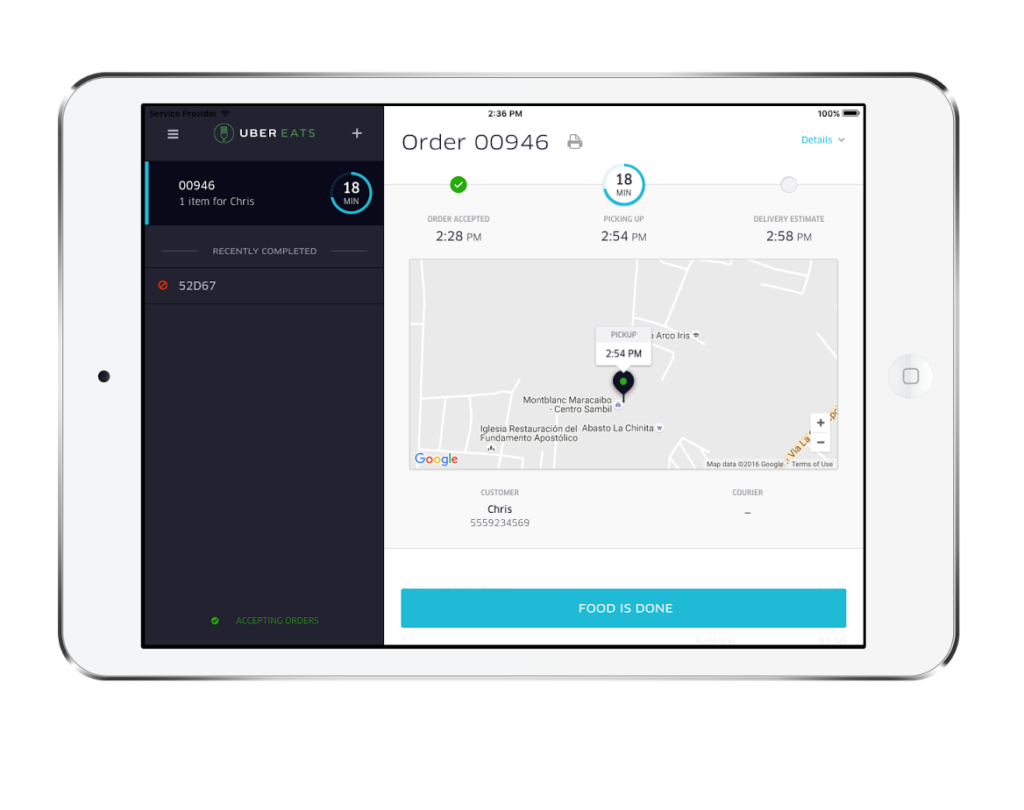 Service Provider
2:36 PM
100%
UBER EATS
+
00946
1 item for Chris
18
MIN
RECENTLY COMPLETED
52D67
ACCEPTING ORDERS
Order 00946
Details
18
MIN
ORDER ACCEPTED
2:28 PM
PICKING UP
2:54 PM
DELIVERY ESTIMATE
2:58 PM
PICKUP
2:54 PM
Arco Iris
Montblanc Maracaibo
- Centro Sambil
Iglesia Restauración del
Fundamento Apostólico
Abasto La Chinita
Via La
+
−
Google
Map data ©2016 Google
Terms of Use
CUSTOMER
Chris
5559234569
COURIER
–
FOOD IS DONE
Subtotal